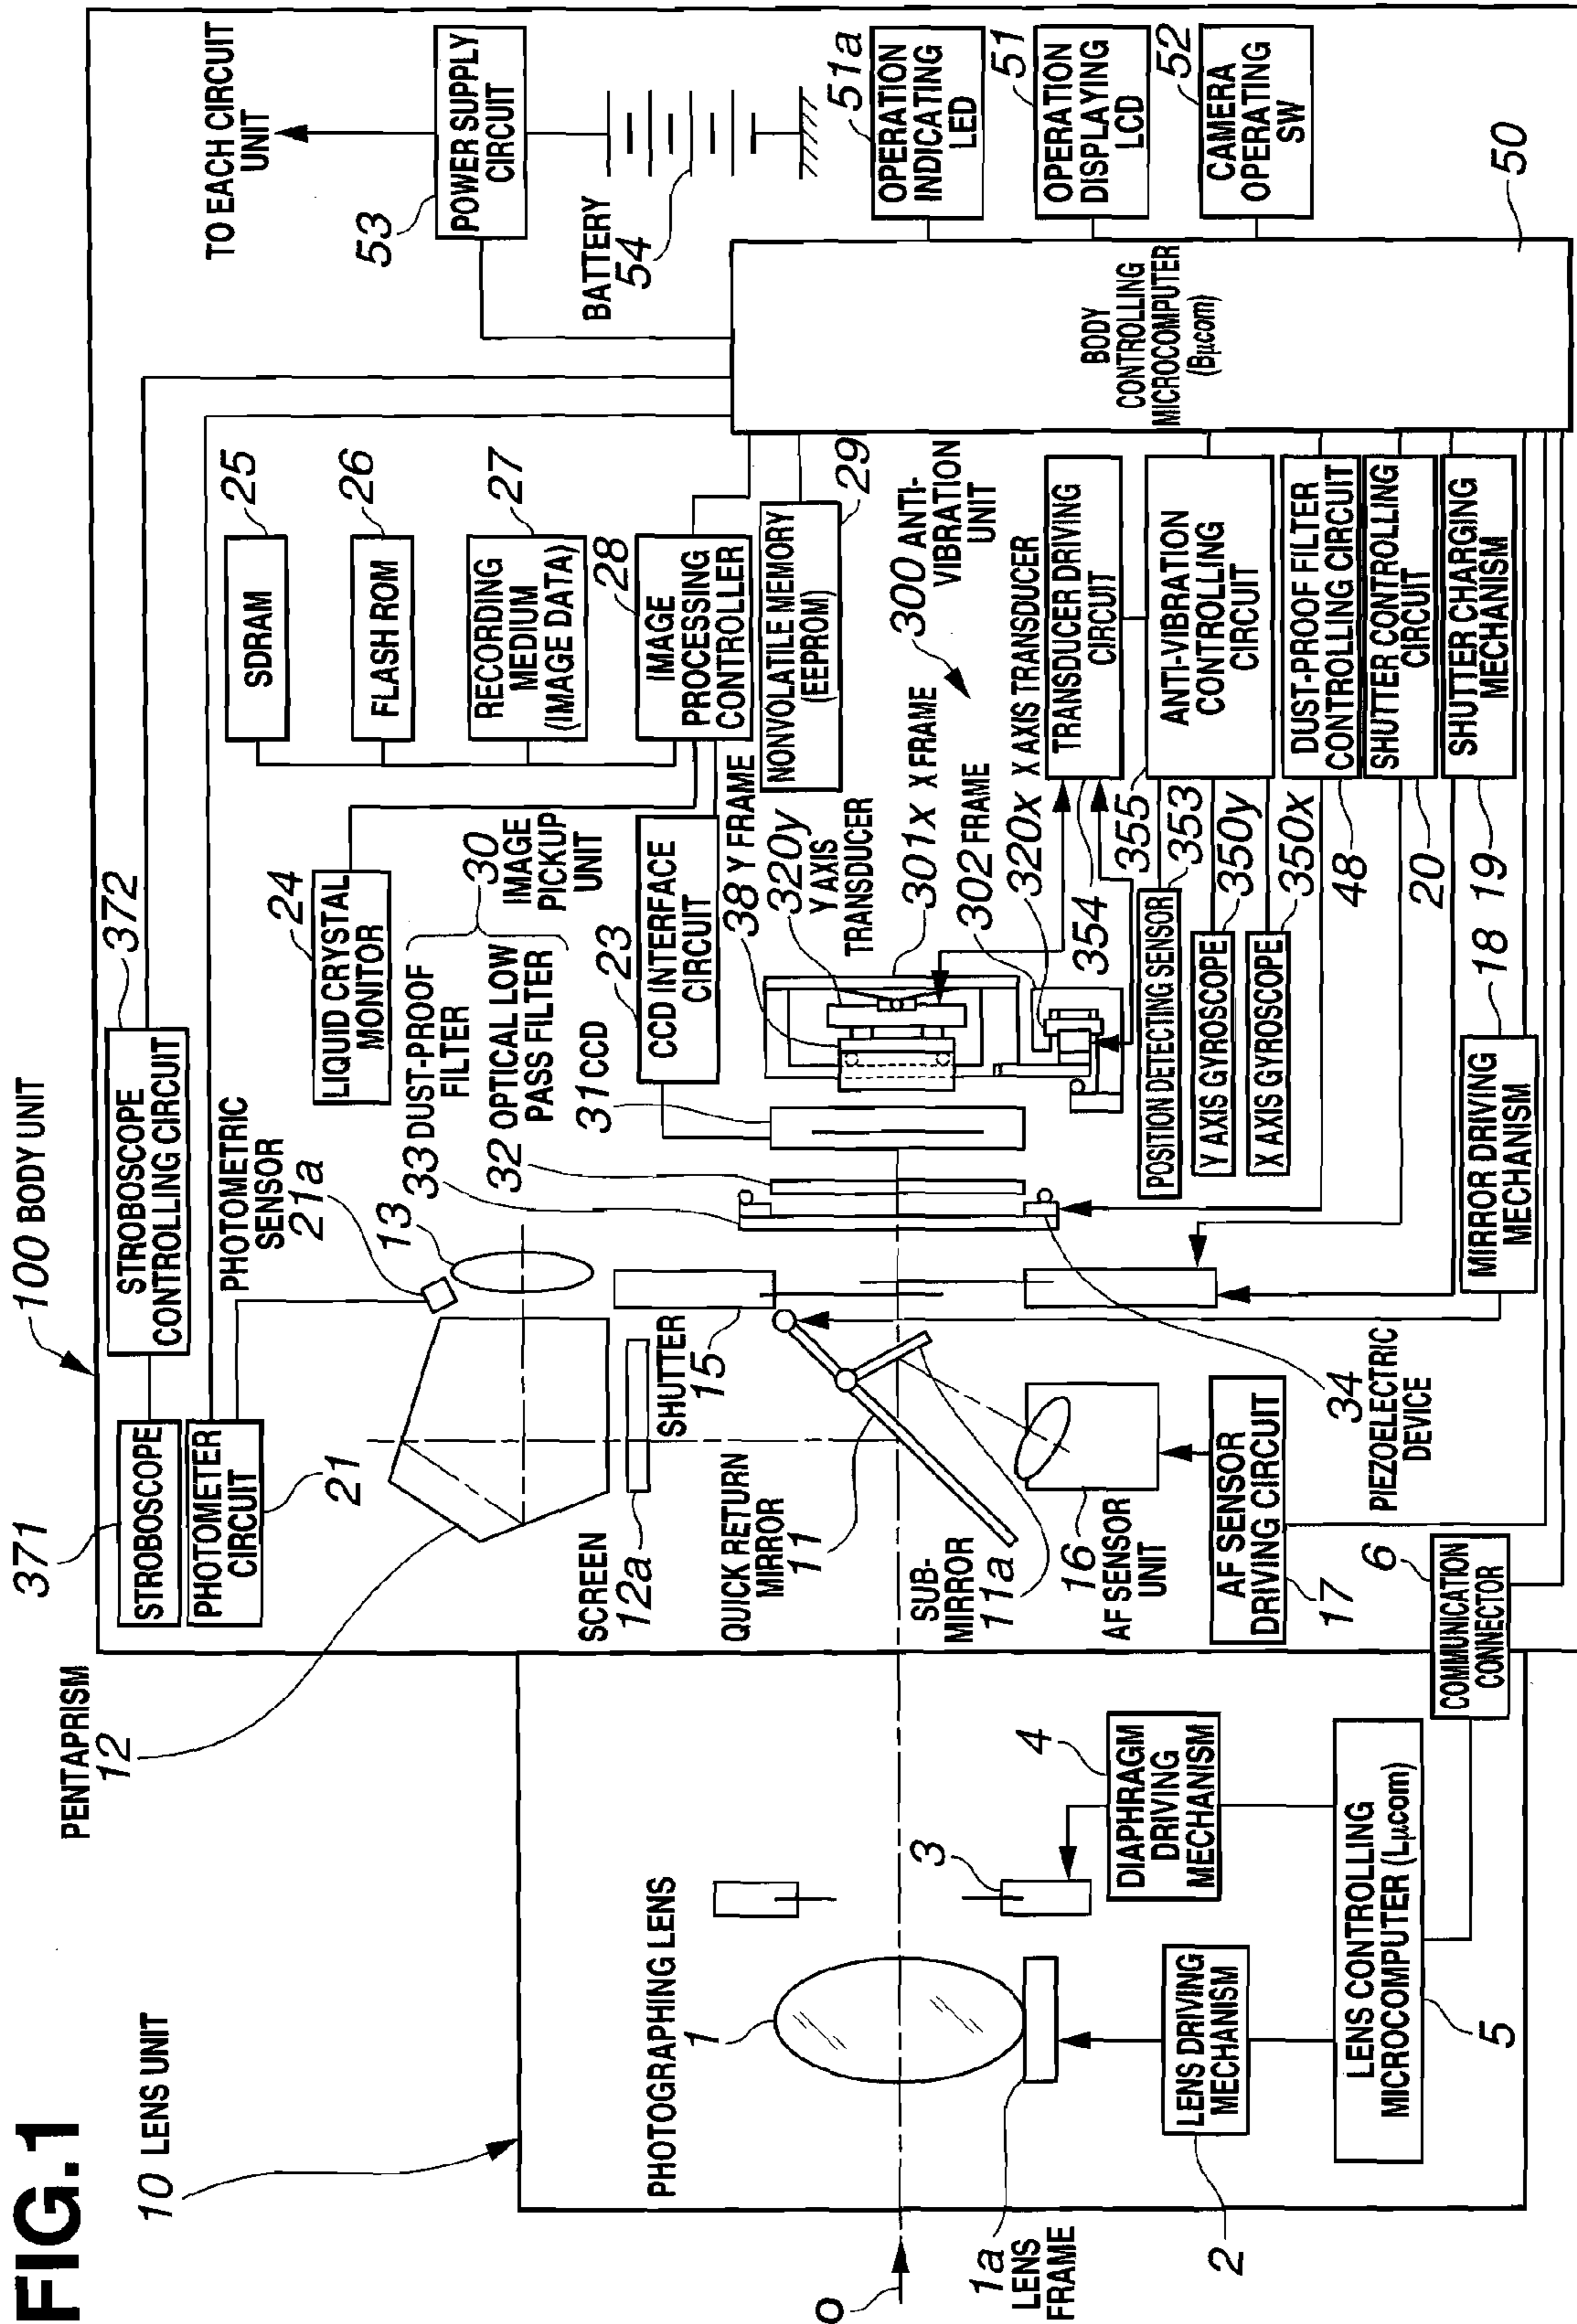 FIG.1
10 LENS UNIT
371
100 BODY UNIT
372
TO EACH CIRCUIT
UNIT
53
POWER SUPPLY
CIRCUIT
BATTERY
54
STROBOSCOPE
STROBOSCOPE
CONTROLLING CIRCUIT
PHOTOMETER
CIRCUIT
21
PENTAPRISM
12
PHOTOMETRIC
SENSOR
21a
13
24
LIQUID CRYSTAL
MONITOR
SDRAM
25
FLASH ROM
26
RECORDING
MEDIUM
(IMAGE DATA)
27
28
IMAGE
PROCESSING
CONTROLLER
NONVOLATILE MEMORY
(EEPROM)
29
33 DUST-PROOF
FILTER
32 OPTICAL LOW
PASS FILTER
30
IMAGE
PICKUP
UNIT
31 CCD
23
CCD INTERFACE
CIRCUIT
38 Y FRAME
320y
Y AXIS
TRANSDUCER
301x X FRAME
302 FRAME
320x X AXIS TRANSDUCER
300 ANTI-
VIBRATION
UNIT
SCREEN
12a
SHUTTER
15
QUICK RETURN
MIRROR
11
SUB-
MIRROR
11a
16
AF SENSOR
UNIT
AF SENSOR
DRIVING CIRCUIT
17
34
PIEZOELECTRIC
DEVICE
354
TRANSDUCER DRIVING
CIRCUIT
355
ANTI-VIBRATION
CONTROLLING
CIRCUIT
POSITION DETECTING SENSOR
353
Y AXIS GYROSCOPE
350y
X AXIS GYROSCOPE
350x
DUST-PROOF FILTER
CONTROLLING CIRCUIT
48
SHUTTER CONTROLLING
CIRCUIT
20
SHUTTER CHARGING
MECHANISM
19
MIRROR DRIVING
MECHANISM
18
51a
OPERATION
INDICATING
LED
51
OPERATION
DISPLAYING
LCD
52
CAMERA
OPERATING
SW
BODY
CONTROLLING
MICROCOMPUTER
(Bμcom)
50
PHOTOGRAPHING LENS
1
3
O
1a
LENS
FRAME
LENS DRIVING
MECHANISM
2
DIAPHRAGM
DRIVING
MECHANISM
4
LENS CONTROLLING
MICROCOMPUTER (Lμcom)
5
COMMUNICATION
CONNECTOR
6